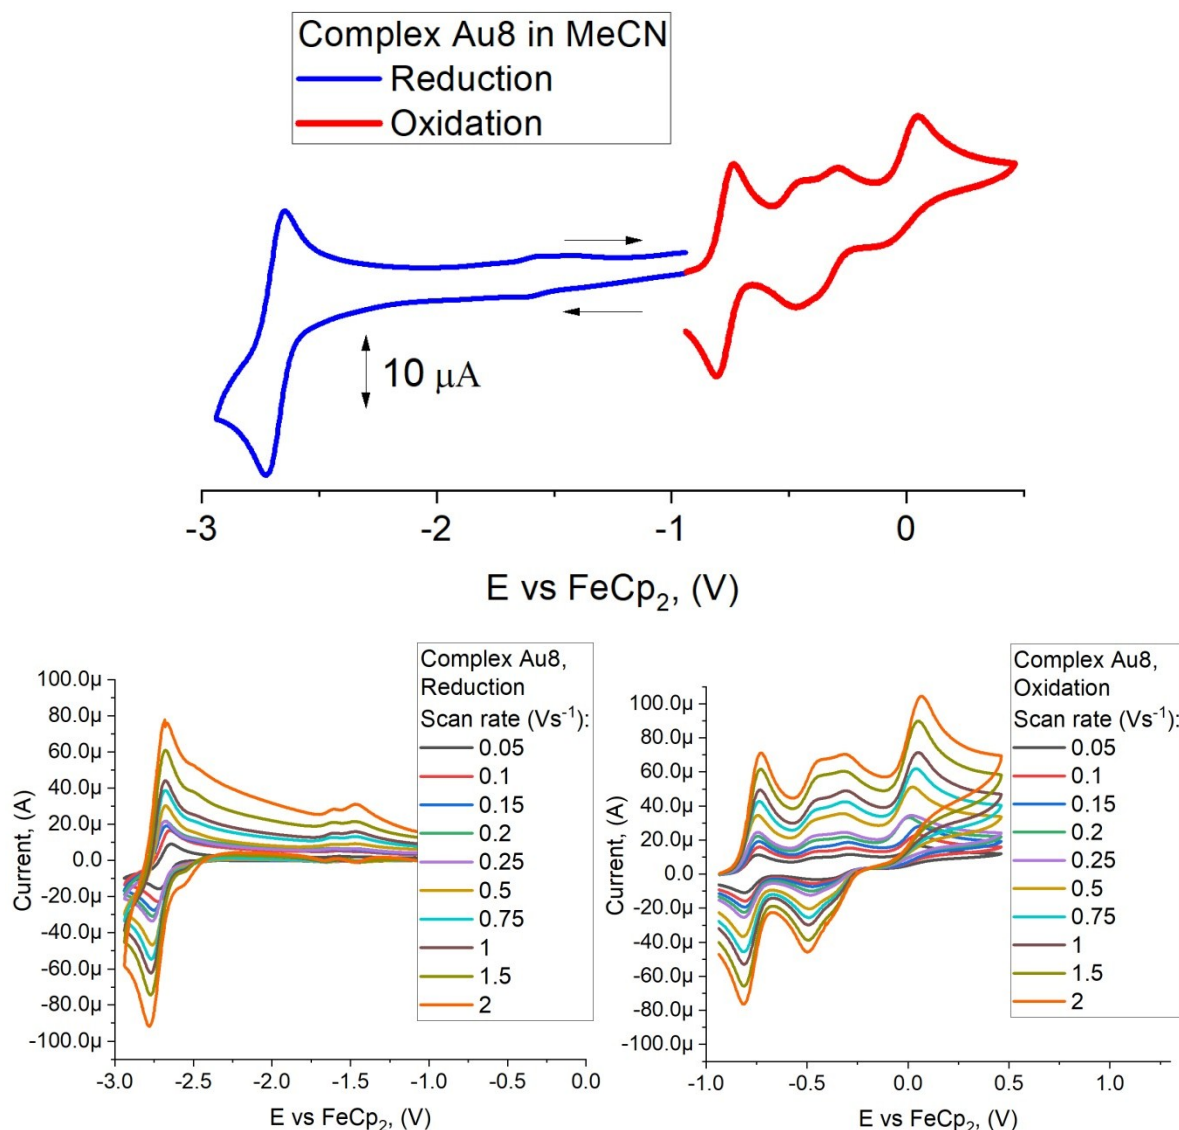 Complex Au8 in MeCN
Reduction
Oxidation
10 μA
-3
-2
-1
0
E vs FeCp₂, (V)
Complex Au8,
Reduction
Scan rate (Vs⁻¹):
0.05
0.1
0.15
0.2
0.25
0.5
0.75
1
1.5
2
100.0μ
80.0μ
60.0μ
40.0μ
20.0μ
0.0
-20.0μ
-40.0μ
-60.0μ
-80.0μ
-100.0μ
Current, (A)
-3.0
-2.5
-2.0
-1.5
-1.0
-0.5
0.0
E vs FeCp₂, (V)
Complex Au8,
Oxidation
Scan rate (Vs⁻¹):
0.05
0.1
0.15
0.2
0.25
0.5
0.75
1
1.5
2
100.0μ
80.0μ
60.0μ
40.0μ
20.0μ
0.0
-20.0μ
-40.0μ
-60.0μ
-80.0μ
-100.0μ
Current, (A)
-1.0
-0.5
0.0
0.5
1.0
E vs FeCp₂, (V)